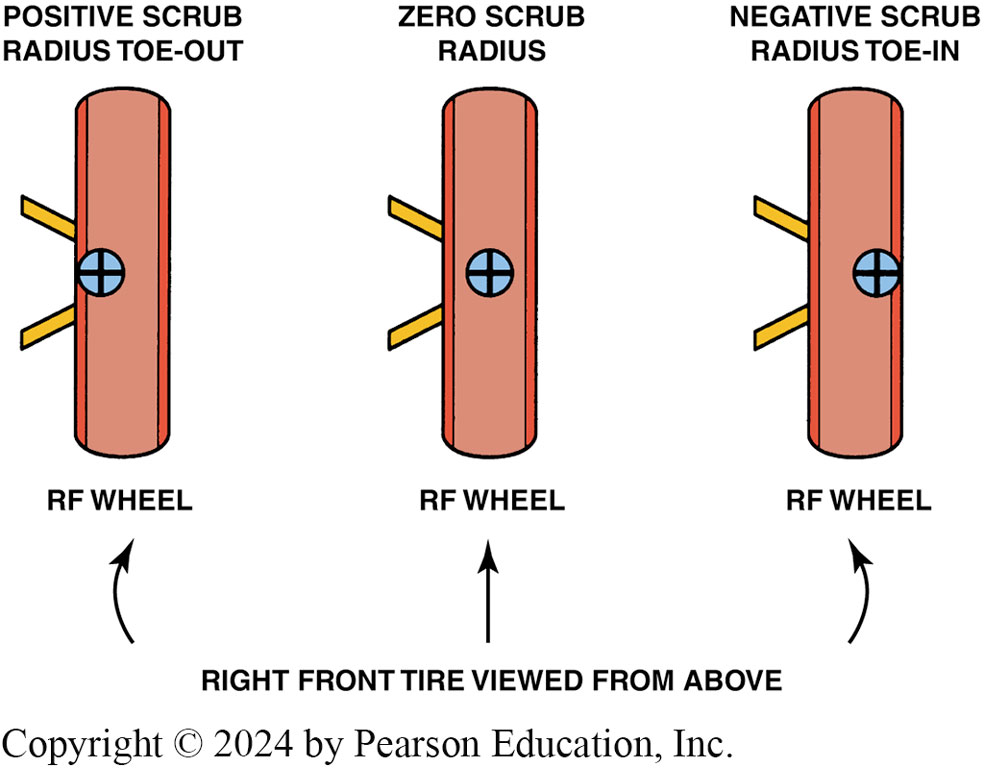 POSITIVE SCRUB
RADIUS TOE-OUT
ZERO SCRUB
RADIUS
NEGATIVE SCRUB
RADIUS TOE-IN
RF WHEEL
RF WHEEL
RF WHEEL
RIGHT FRONT TIRE VIEWED FROM ABOVE
Copyright © 2024 by Pearson Education, Inc.